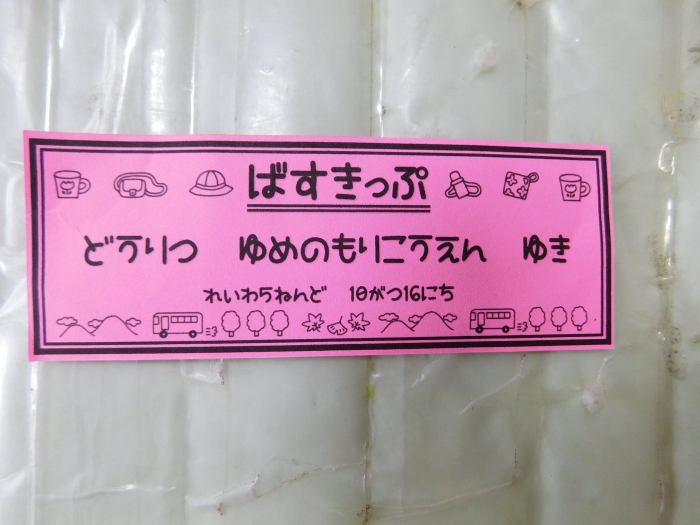 ばすきっぷ
どうりつ ゆめのもりこうえん ゆき
れいわ5ねんど 10がつ16にち